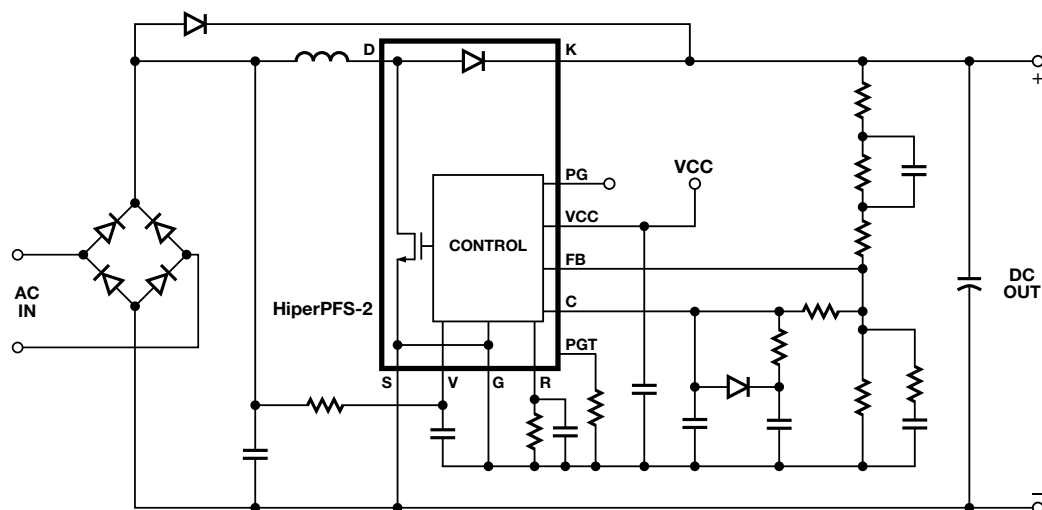 D
K
+
PG
VCC
VCC
CONTROL
FB
AC
IN
DC
OUT
HiperPFS-2
C
PGT
S
V
G
R
−